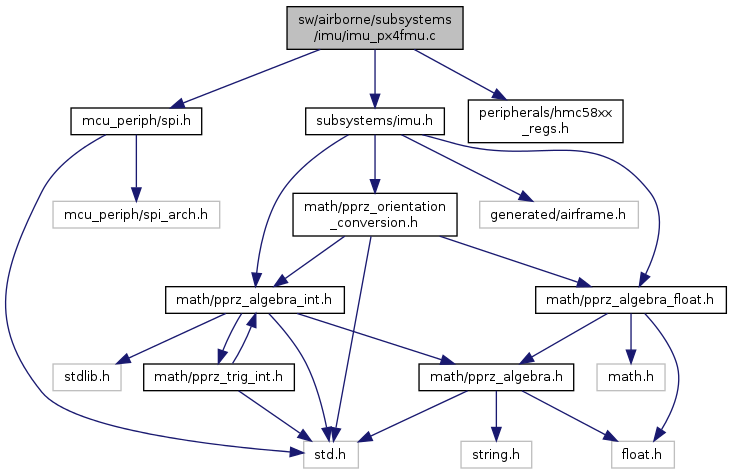 sw/airborne/subsystems
/imu/imu_px4fmu.c
mcu_periph/spi.h
subsystems/imu.h
peripherals/hmc58xx
_regs.h
mcu_periph/spi_arch.h
math/pprz_orientation
_conversion.h
generated/airframe.h
math/pprz_algebra_int.h
math/pprz_algebra_float.h
stdlib.h
math/pprz_trig_int.h
math/pprz_algebra.h
math.h
std.h
string.h
float.h